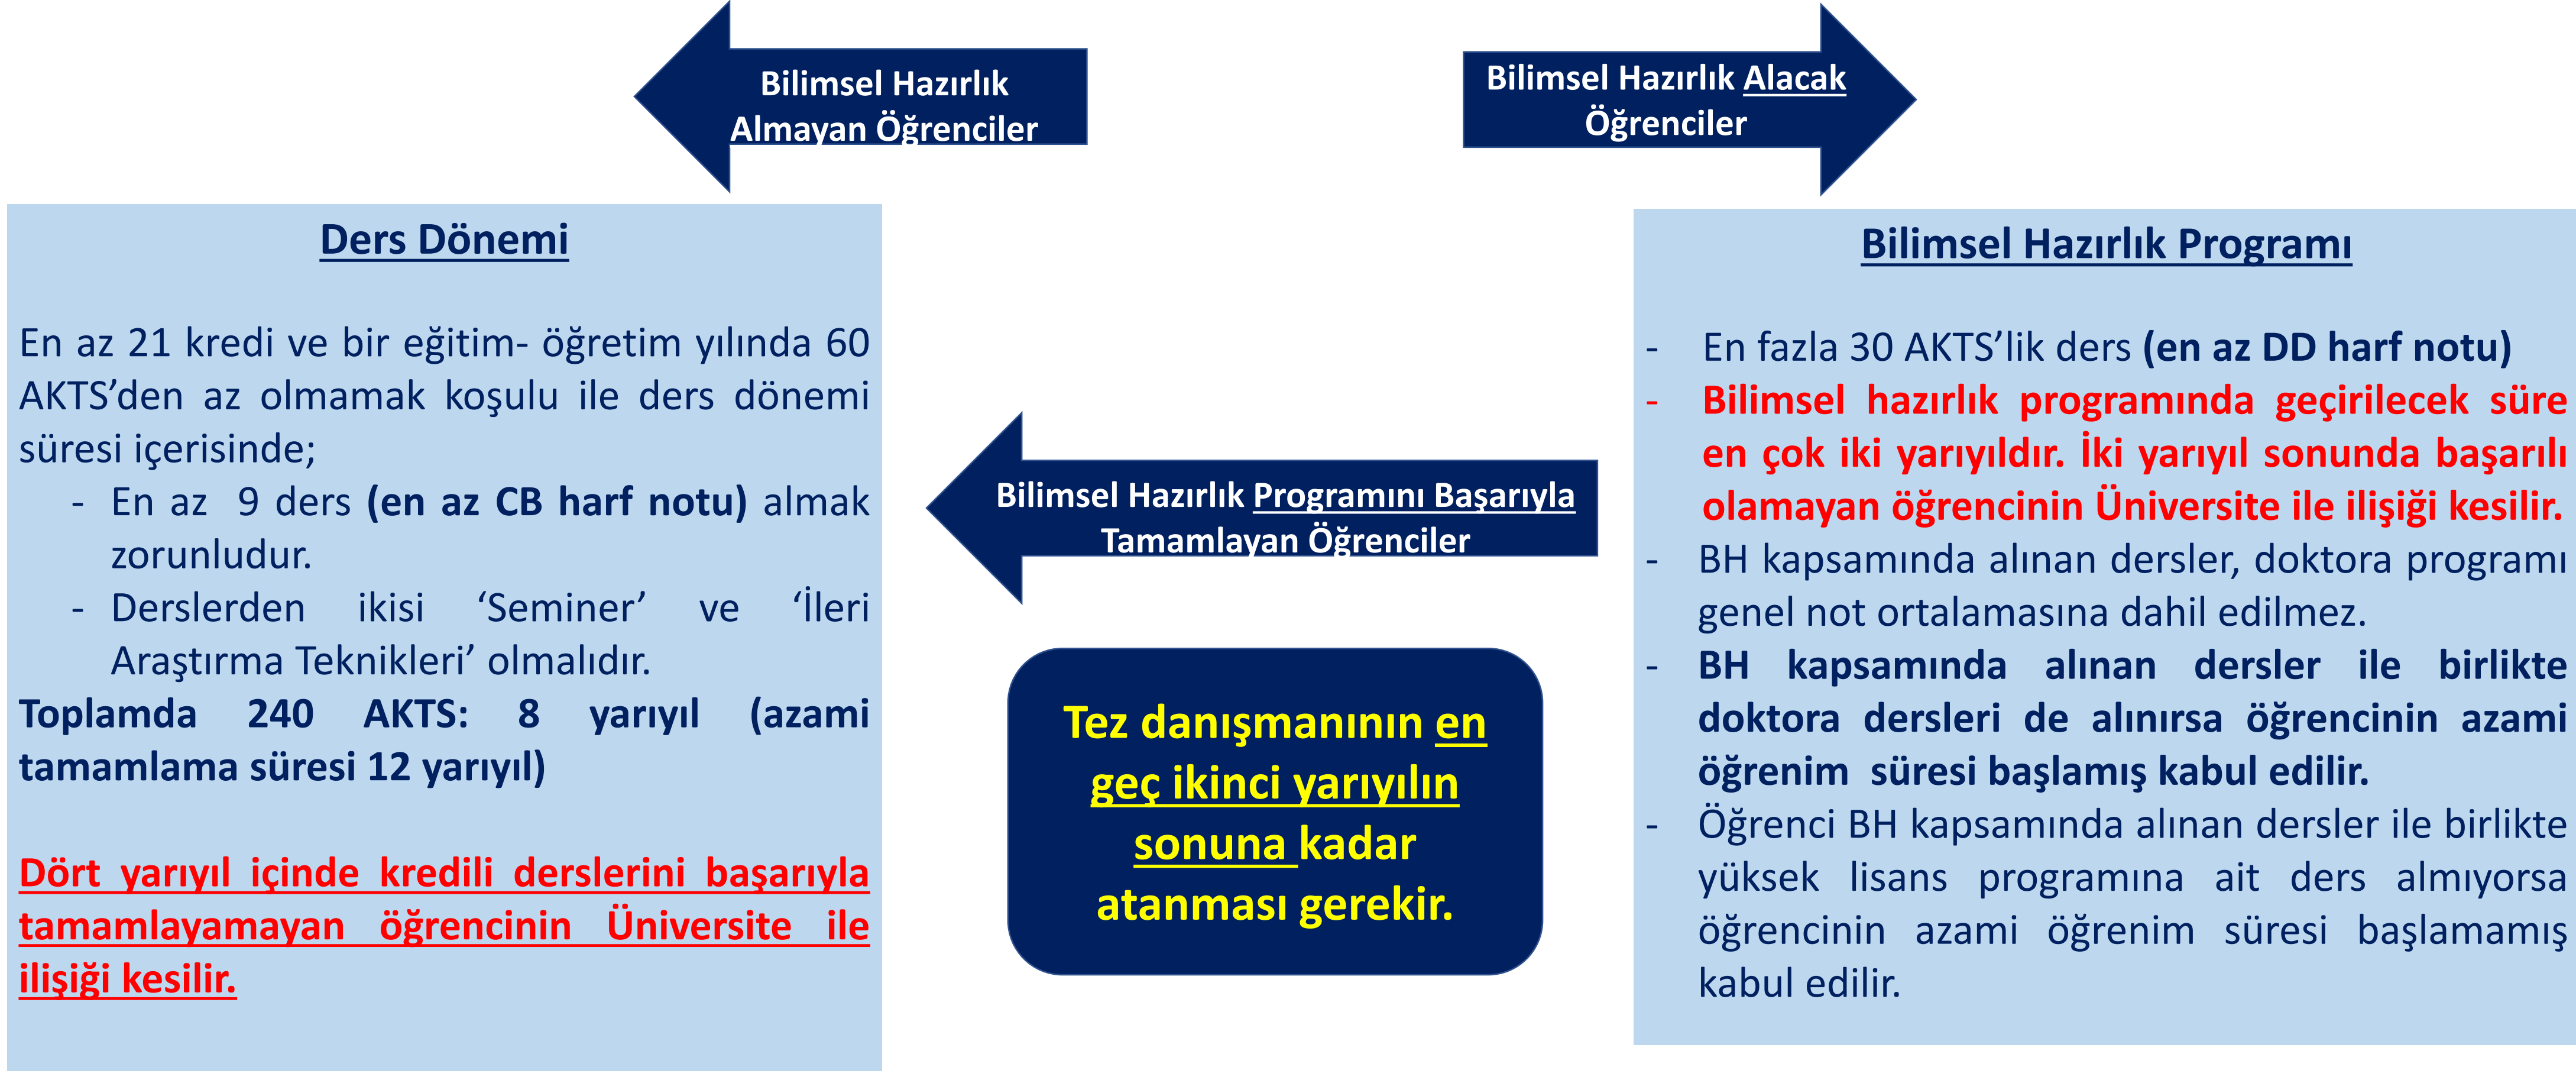 Bilimsel Hazırlık
Almayan Öğrenciler
Bilimsel Hazırlık Alacak
Öğrenciler
Ders Dönemi
En az 21 kredi ve bir eğitim- öğretim yılında 60
AKTS’den az olmamak koşulu ile ders dönemi
süresi içerisinde;
- En az 9 ders (en az CB harf notu) almak
zorunludur.
- Derslerden ikisi ‘Seminer’ ve ‘İleri
Araştırma Teknikleri’ olmalıdır.
Toplamda 240 AKTS: 8 yarıyıl (azami
tamamlama süresi 12 yarıyıl)
Dört yarıyıl içinde kredili derslerini başarıyla
tamamlayamayan öğrencinin Üniversite ile
ilişiği kesilir.
Bilimsel Hazırlık Programını Başarıyla
Tamamlayan Öğrenciler
Tez danışmanının en
geç ikinci yarıyılın
sonuna kadar
atanması gerekir.
Bilimsel Hazırlık Programı
- En fazla 30 AKTS’lik ders (en az DD harf notu)
- Bilimsel hazırlık programında geçirilecek süre
en çok iki yarıyıldır. İki yarıyıl sonunda başarılı
olamayan öğrencinin Üniversite ile ilişiği kesilir.
- BH kapsamında alınan dersler, doktora programı
genel not ortalamasına dahil edilmez.
- BH kapsamında alınan dersler ile birlikte
doktora dersleri de alınırsa öğrencinin azami
öğrenim süresi başlamış kabul edilir.
- Öğrenci BH kapsamında alınan dersler ile birlikte
yüksek lisans programına ait ders almıyorsa
öğrencinin azami öğrenim süresi başlamamış
kabul edilir.